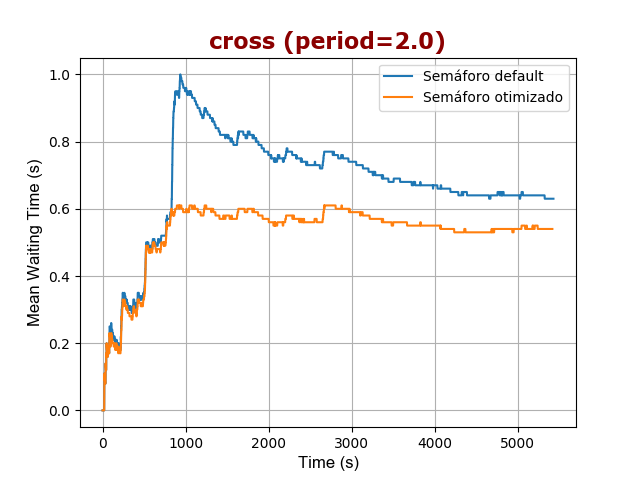 cross (period=2.0)
Semáforo default
Semáforo otimizado
Mean Waiting Time (s)
1.0
0.8
0.6
0.4
0.2
0.0
0 1000 2000 3000 4000 5000
Time (s)